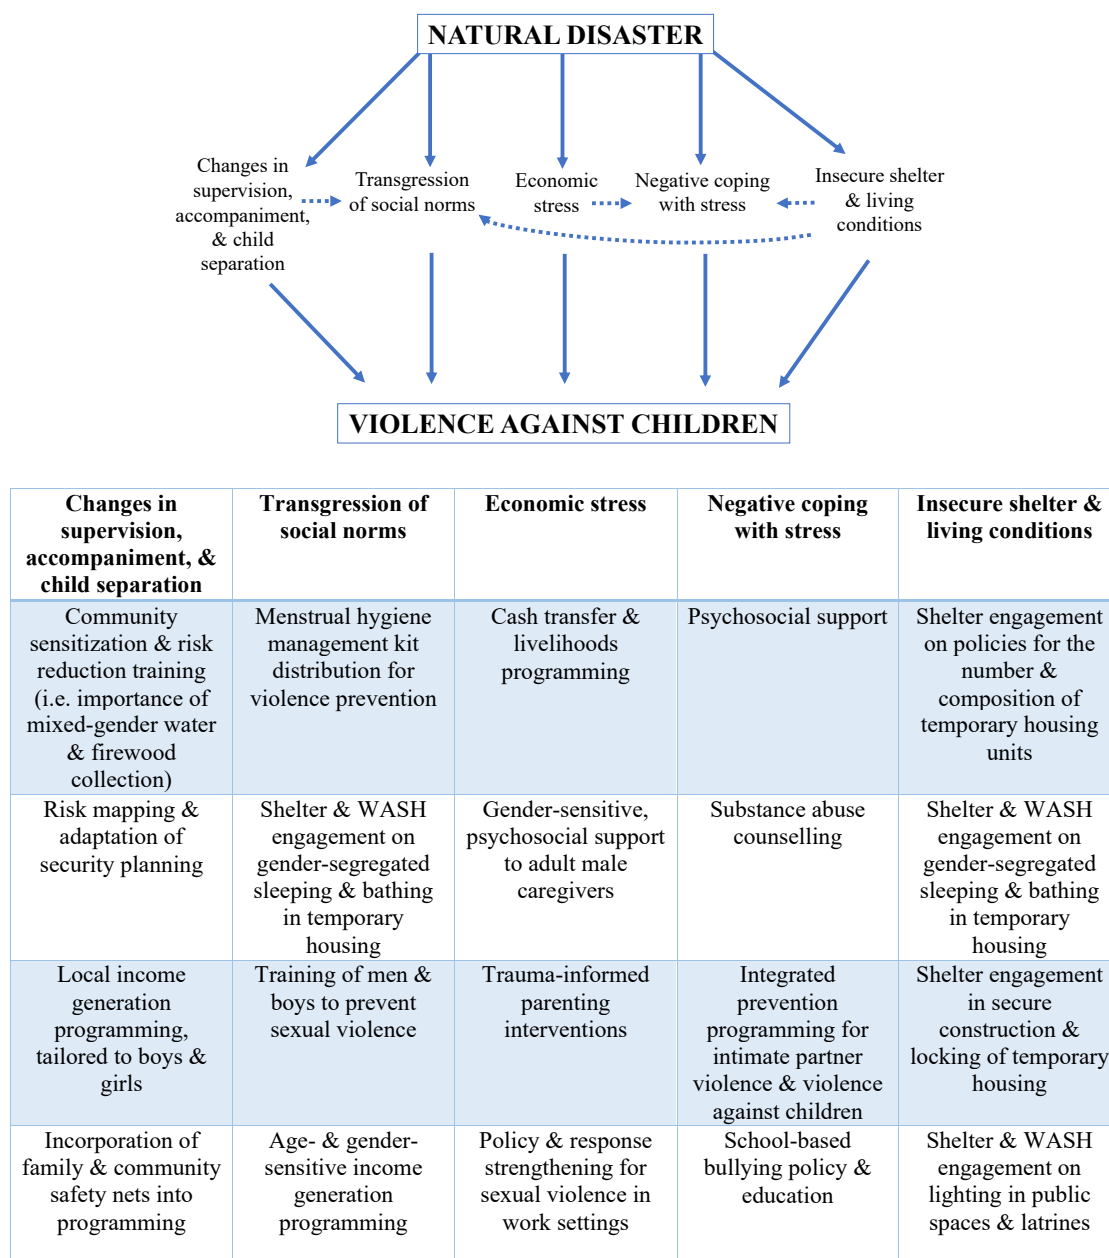 NATURAL DISASTER
Changes in
supervision,
accompaniment,
& child
separation
Transgression
of social norms
Economic
stress
Negative coping
with stress
Insecure shelter
& living
conditions
VIOLENCE AGAINST CHILDREN
Changes in
supervision,
accompaniment, &
child separation
Transgression of
social norms
Economic stress
Negative coping
with stress
Insecure shelter &
living conditions
Community
sensitization & risk
reduction training
(i.e. importance of
mixed-gender water
& firewood
collection)
Menstrual hygiene
management kit
distribution for
violence prevention
Cash transfer &
livelihoods
programming
Psychosocial support
Shelter engagement
on policies for the
number &
composition of
temporary housing
units
Risk mapping &
adaptation of
security planning
Shelter & WASH
engagement on
gender-segregated
sleeping & bathing
in temporary
housing
Gender-sensitive,
psychosocial support
to adult male
caregivers
Substance abuse
counselling
Shelter & WASH
engagement on
gender-segregated
sleeping & bathing
in temporary
housing
Local income
generation
programming,
tailored to boys &
girls
Training of men &
boys to prevent
sexual violence
Trauma-informed
parenting
interventions
Integrated
prevention
programming for
intimate partner
violence & violence
against children
Shelter engagement
in secure
construction &
locking of temporary
housing
Incorporation of
family & community
safety nets into
programming
Age- & gender-
sensitive income
generation
programming
Policy & response
strengthening for
sexual violence in
work settings
School-based
bullying policy &
education
Shelter & WASH
engagement on
lighting in public
spaces & latrines